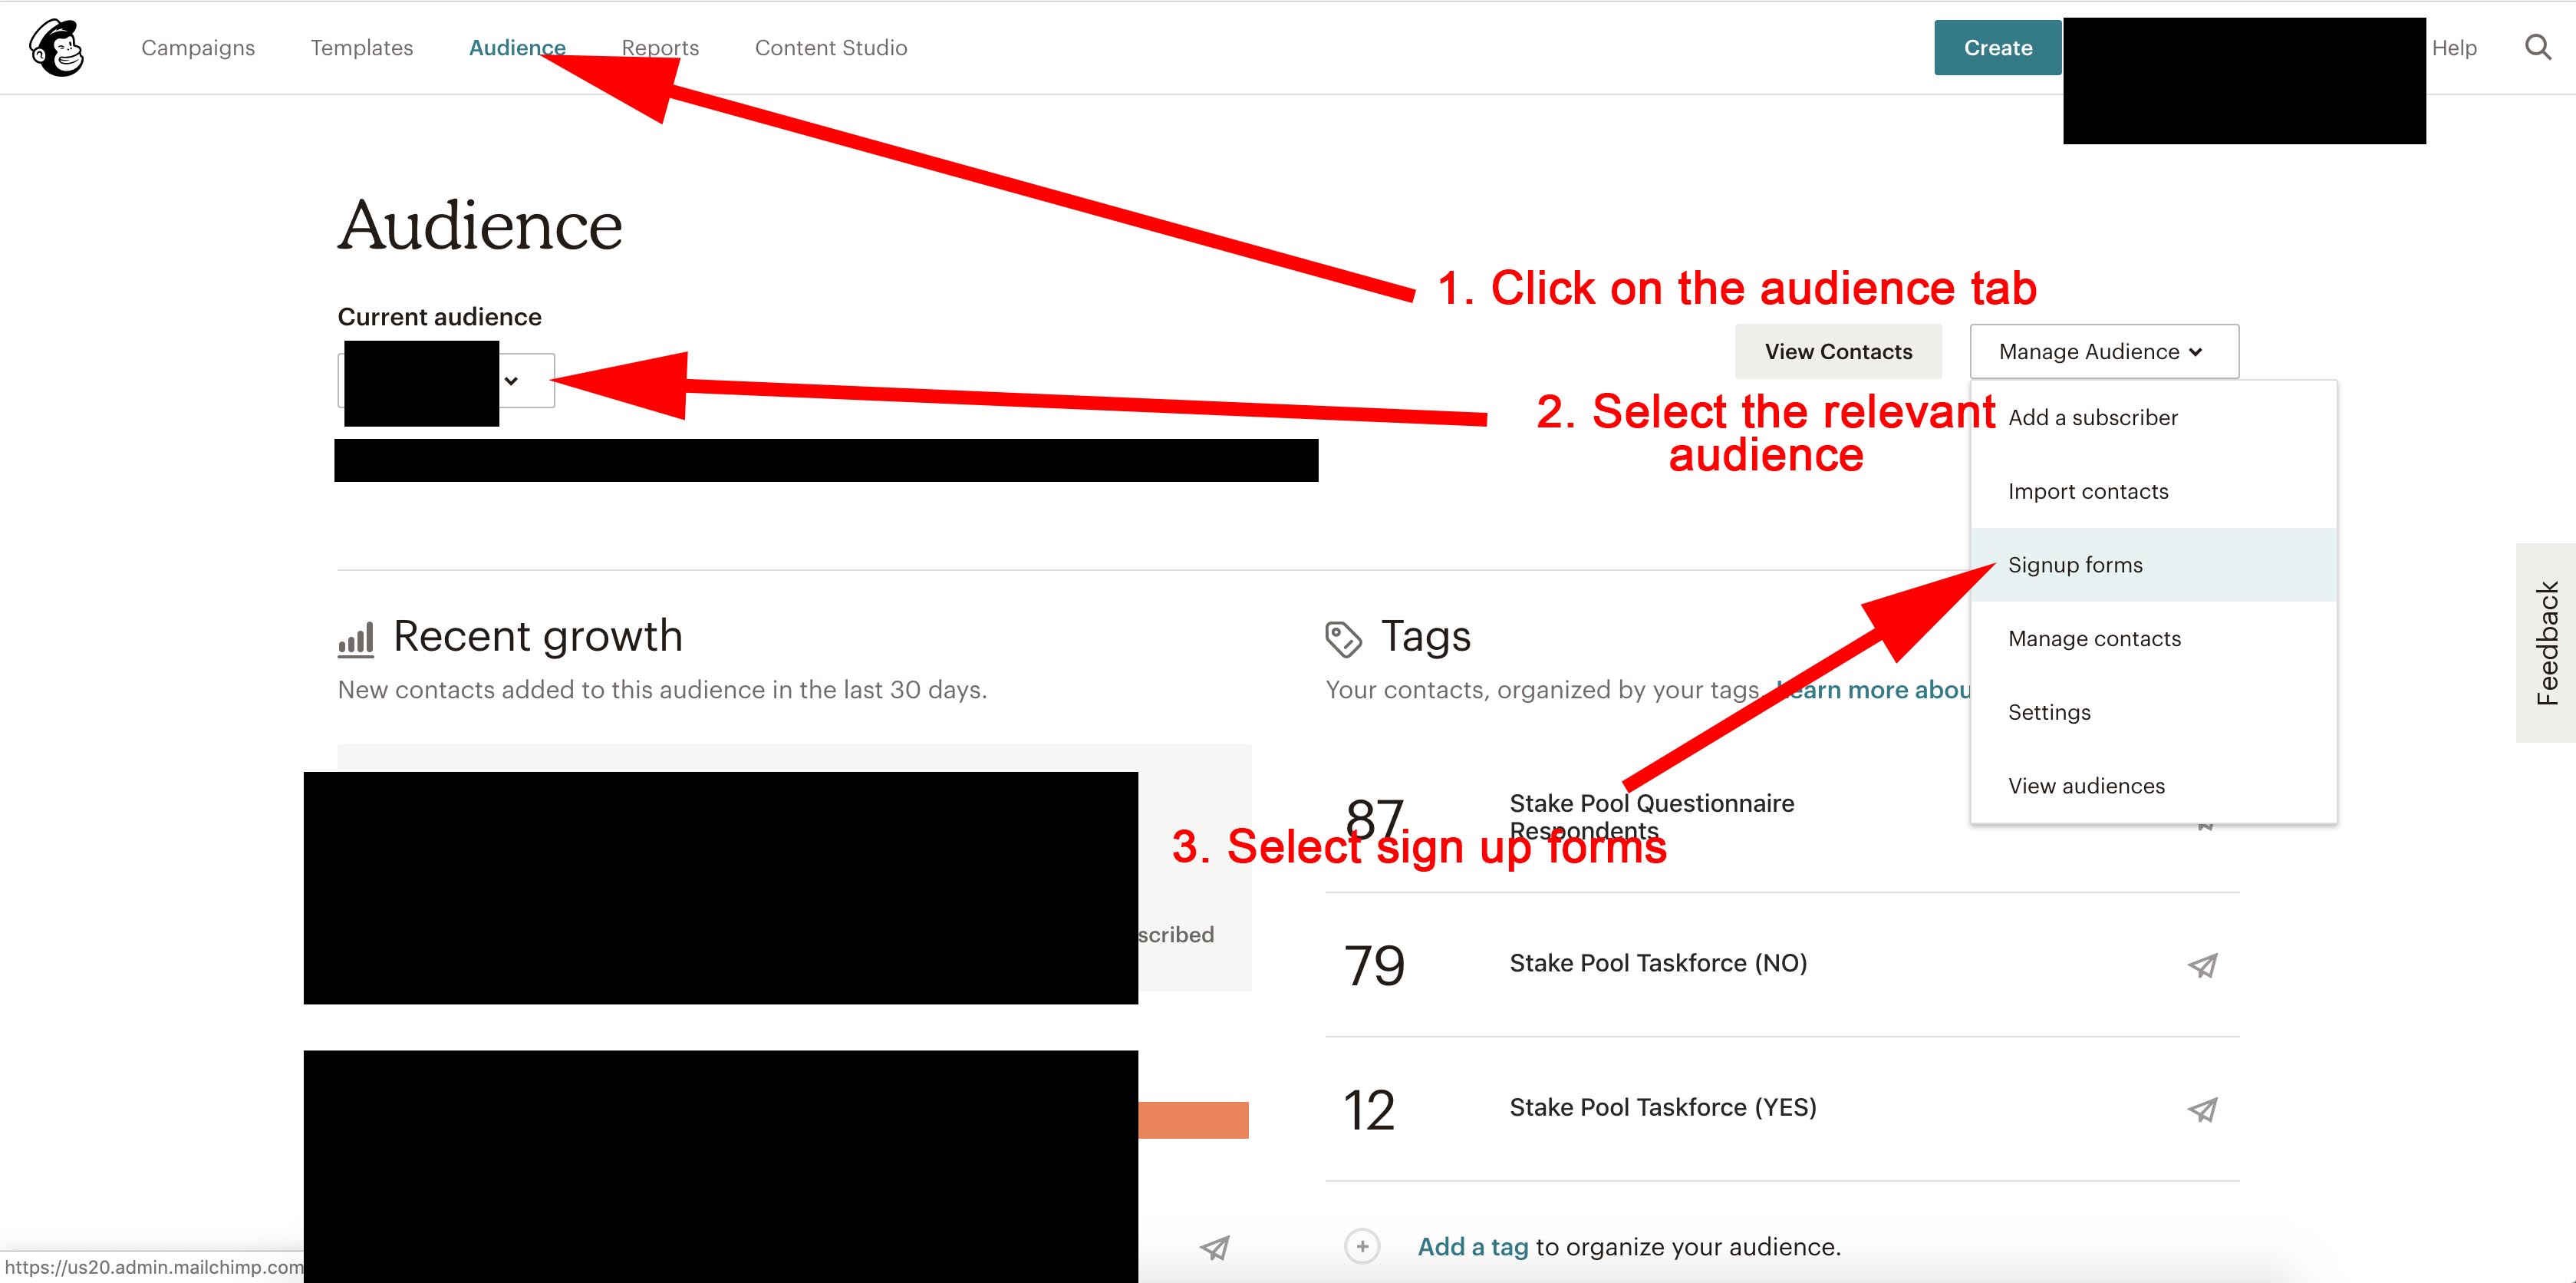 Campaigns Templates Audience Reports Content Studio Create Help
Audience
1. Click on the audience tab
Current audience
View Contacts
Manage Audience
2. Select the relevant
audience
Add a subscriber
Import contacts
Signup forms
Manage contacts
Settings
View audiences
Feedback
Recent growth
New contacts added to this audience in the last 30 days.
scribed
Tags
Your contacts, organized by your tags. Learn more abou
87 Stake Pool Questionnaire
Respondents
3. Select sign up forms
79 Stake Pool Taskforce (NO)
12 Stake Pool Taskforce (YES)
Add a tag to organize your audience.
https://us20.admin.mailchimp.com